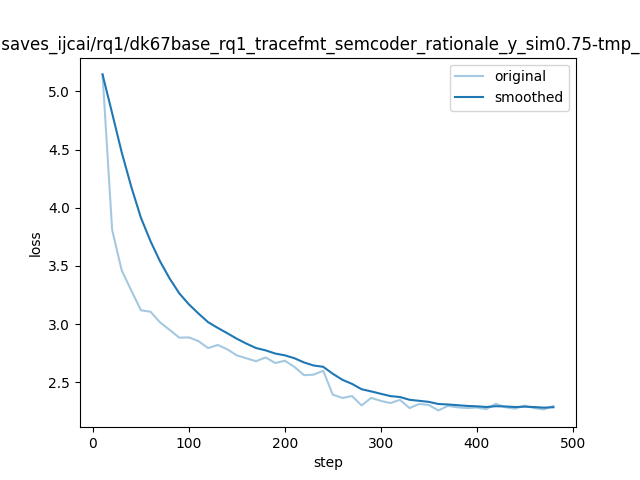 saves_ijcai/rq1/dk67base_rq1_tracefmt_semcoder_rationale_y_sim0.75-tmp_
original
smoothed
5.0
4.5
4.0
3.5
3.0
2.5
loss
0 100 200 300 400 500
step